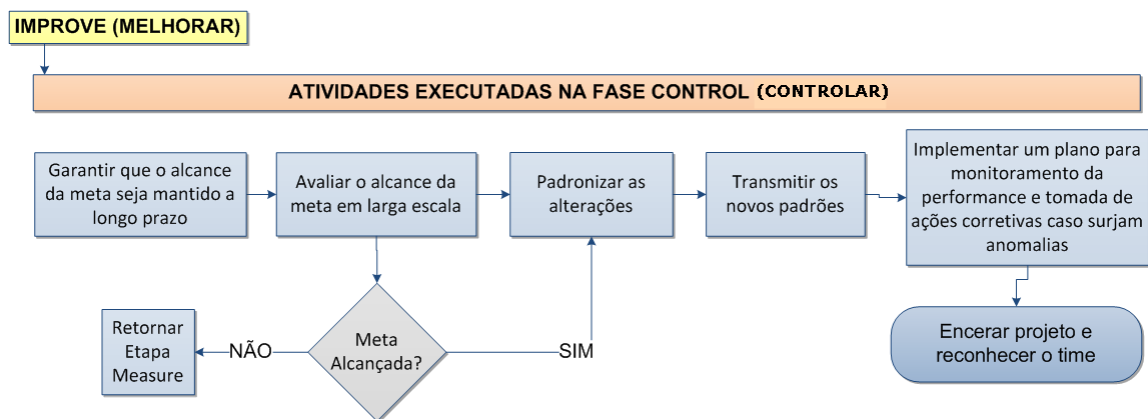 IMPROVE (MELHORAR)
ATIVIDADES EXECUTADAS NA FASE CONTROL (CONTROLAR)
Garantir que o alcance
da meta seja mantido a
longo prazo
Avaliar o alcance da
meta em larga escala
Padronizar as
alterações
Transmitir os
novos padrões
Implementar um plano para
monitoramento da
performance e tomada de
ações corretivas caso surjam
anomalias
Retornar
Etapa
Measure
NÃO
Meta
Alcançada?
SIM
Encerar projeto e
reconhecer o time